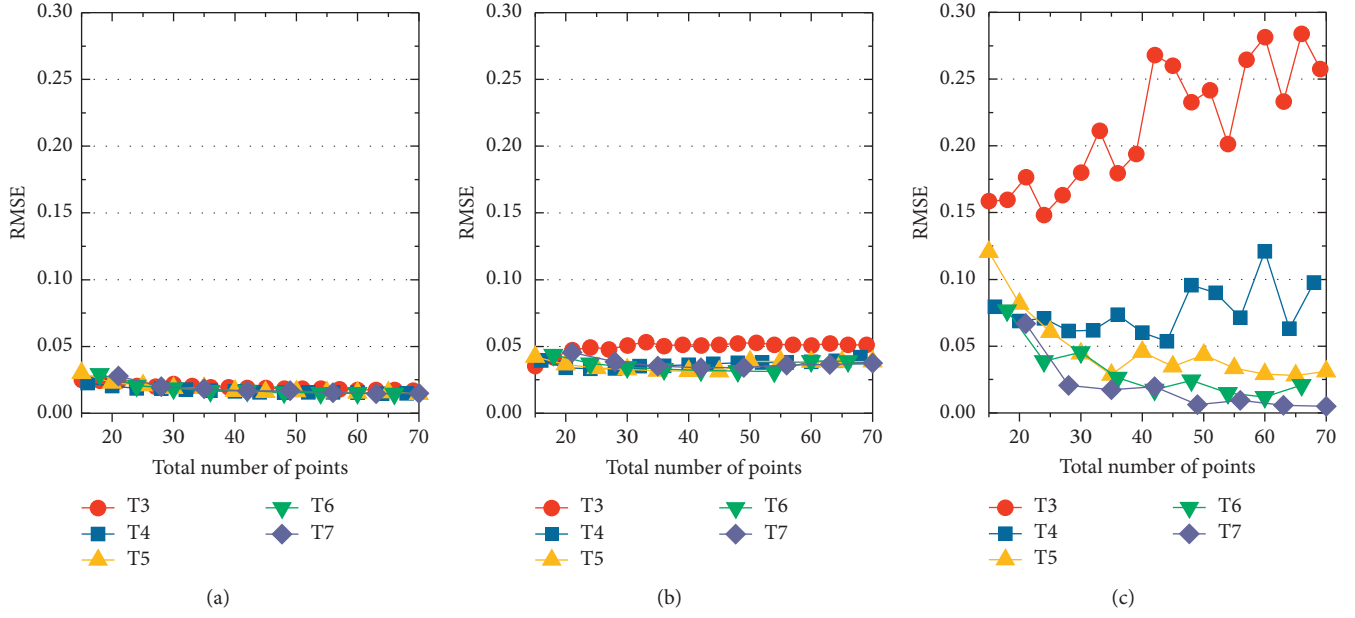 0.30
0.25
0.20
0.15
0.10
0.05
0.00
RMSE
20 30 40 50 60 70
Total number of points
T3 T6
T4 T7
T5
(a)
0.30
0.25
0.20
0.15
0.10
0.05
0.00
RMSE
20 30 40 50 60 70
Total number of points
T3 T6
T4 T7
T5
(b)
0.30
0.25
0.20
0.15
0.10
0.05
0.00
RMSE
20 30 40 50 60 70
Total number of points
T3 T6
T4 T7
T5
(c)